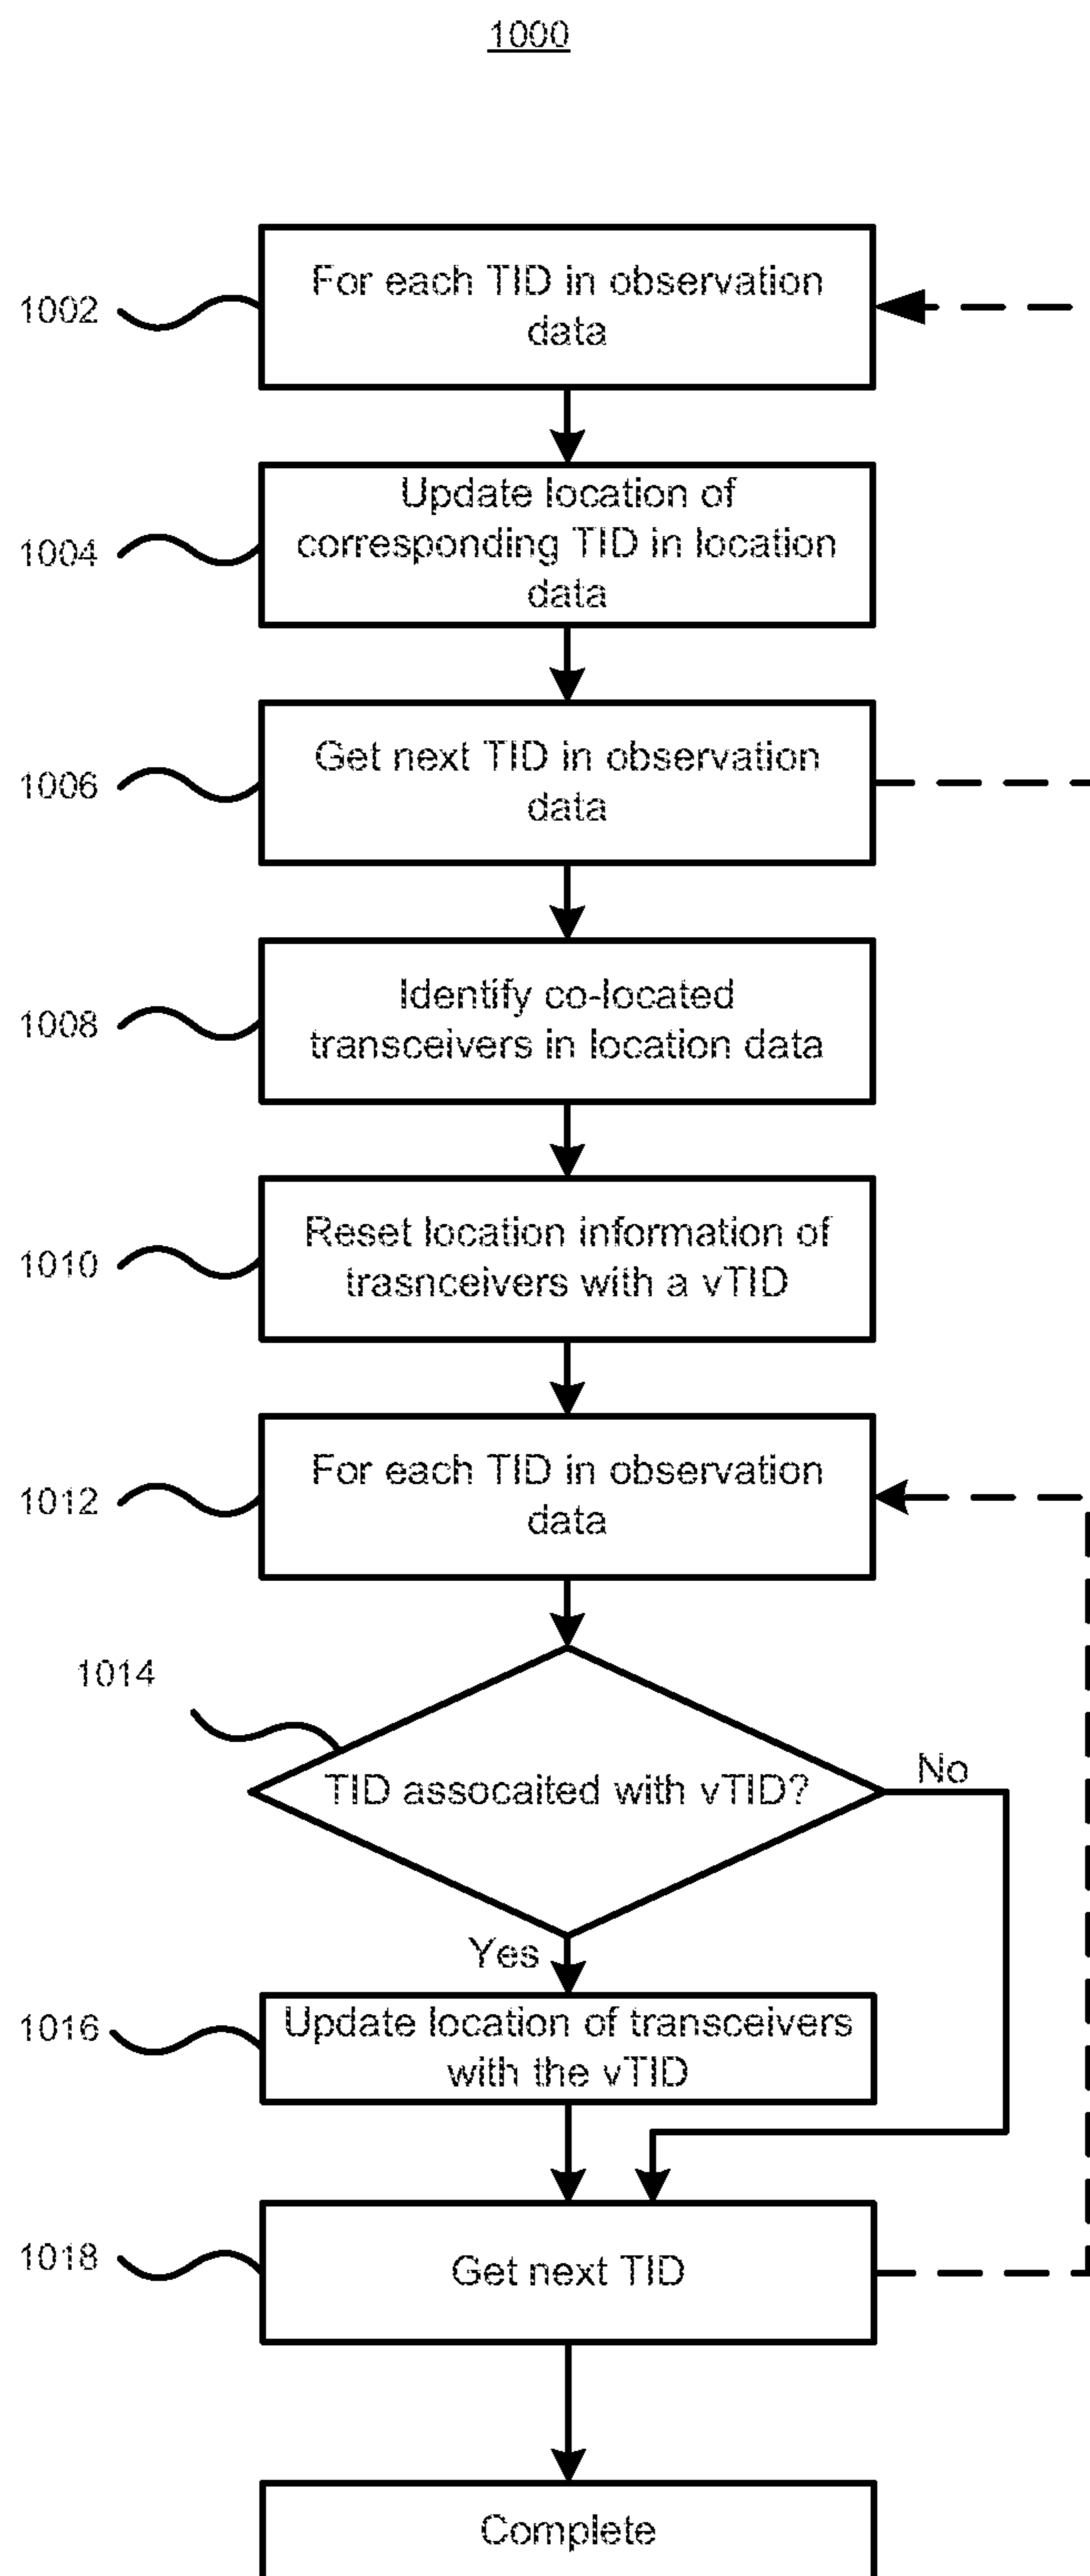 1000
1002
For each TID in observation
data
1004
Update location of
corresponding TID in location
data
1006
Get next TID in observation
data
1008
Identify co-located
transceivers in location data
1010
Reset location information of
trasnceivers with a vTID
1012
For each TID in observation
data
1014
TID assocaited with vTID?
No
Yes
1016
Update location of transceivers
with the vTID
1018
Get next TID
Complete